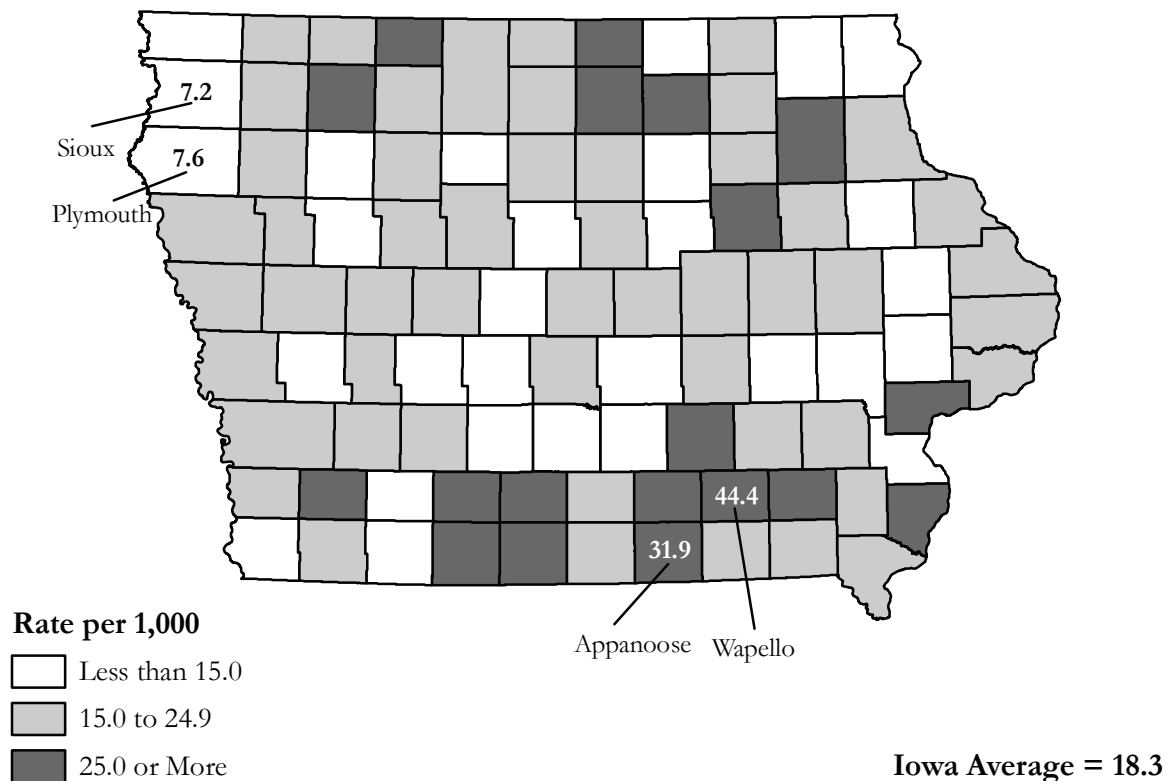 7.2
Sioux
7.6
Plymouth
44.4
31.9
Appanoose
Wapello
Rate per 1,000
Less than 15.0
15.0 to 24.9
25.0 or More
Iowa Average = 18.3